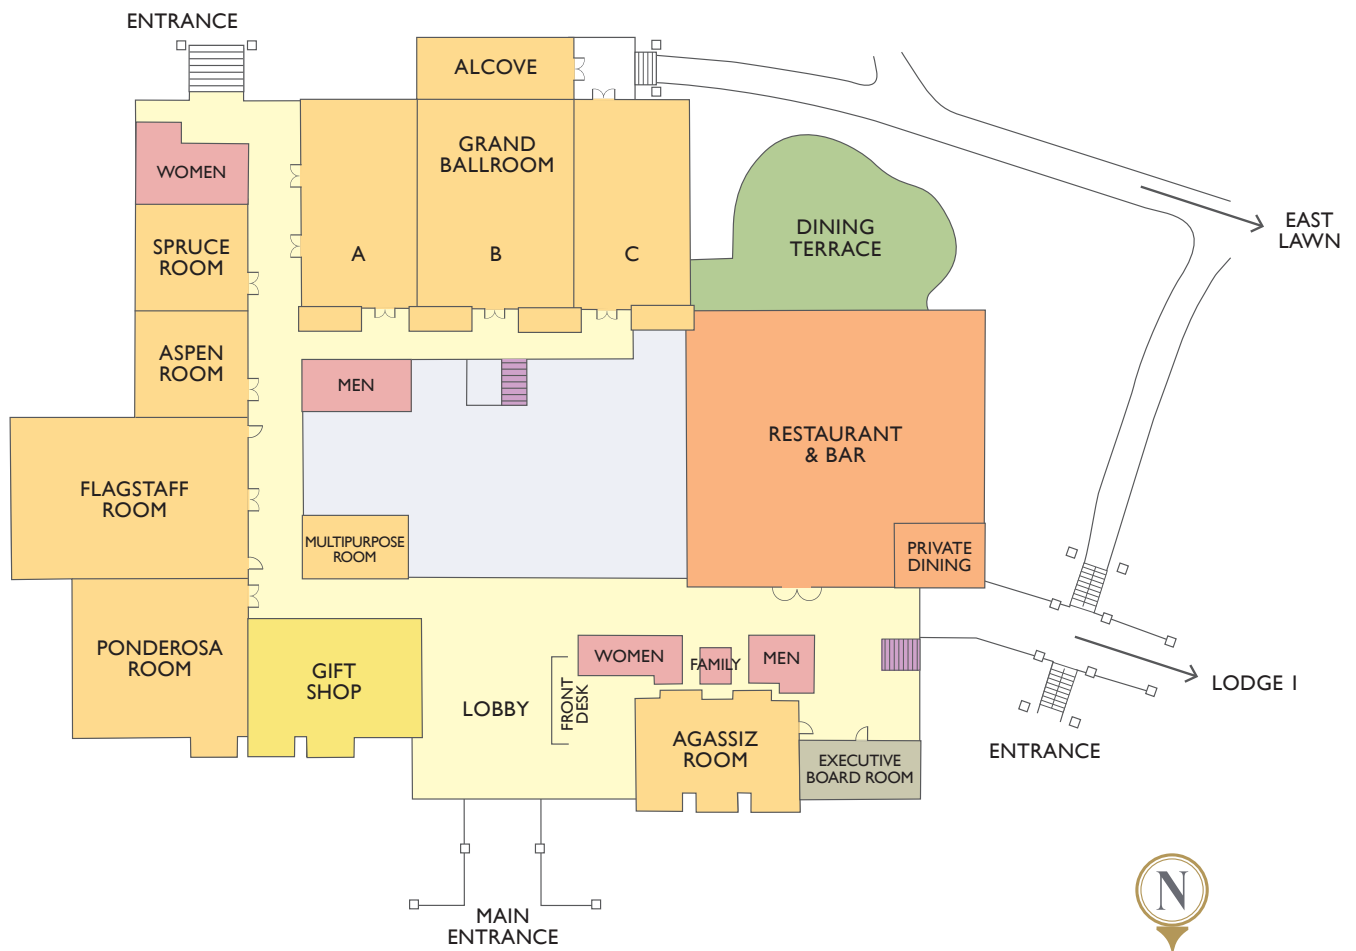 ENTRANCE
ALCOVE
GRAND
BALLROOM
WOMEN
SPRUCE
ROOM
A
B
C
DINING
TERRACE
EAST
LAWN
ASPEN
ROOM
MEN
RESTAURANT
& BAR
FLAGSTAFF
ROOM
MULTIPURPOSE
ROOM
PRIVATE
DINING
PONDEROSA
ROOM
GIFT
SHOP
LOBBY
FRONT
DESK
WOMEN
FAMILY
MEN
LODGE 1
AGASSIZ
ROOM
EXECUTIVE
BOARD ROOM
ENTRANCE
MAIN
ENTRANCE
N